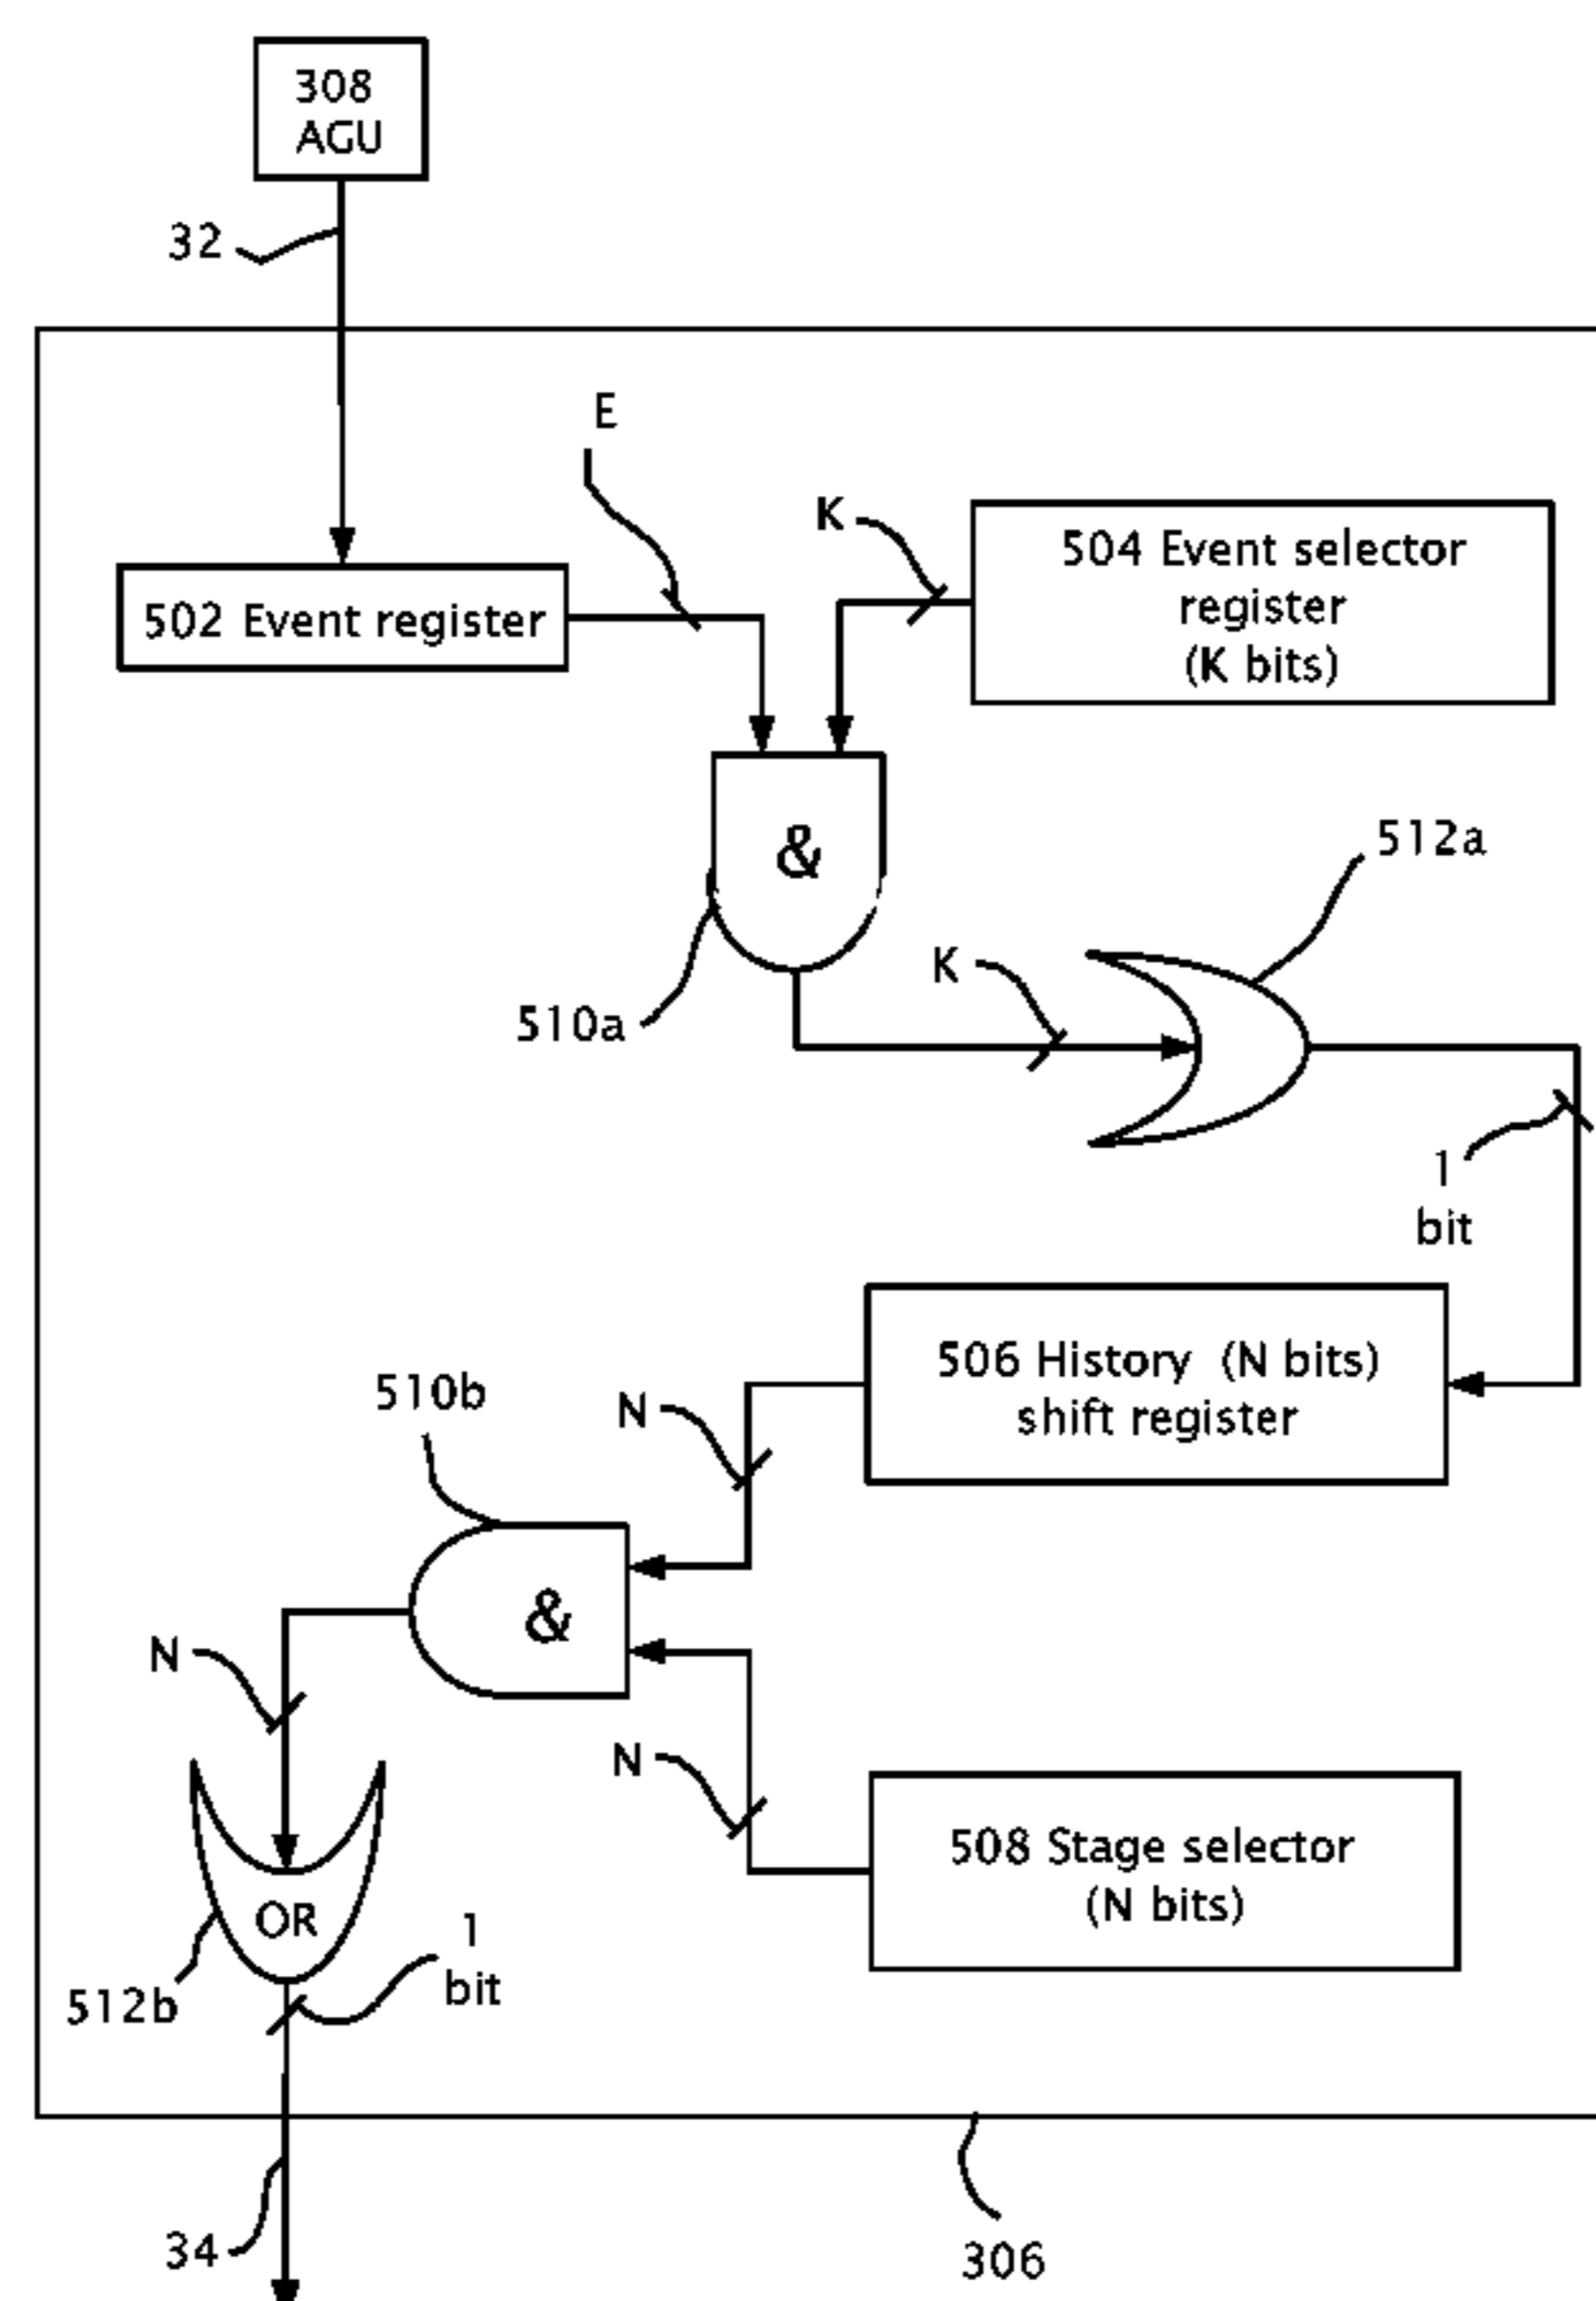 308
AGU
32
E
K
504 Event selector
register
(K bits)
502 Event register
&
512a
K
510a
1
bit
506 History (N bits)
shift register
510b
N
&
N
N
508 Stage selector
(N bits)
OR
1
bit
512b
34
306